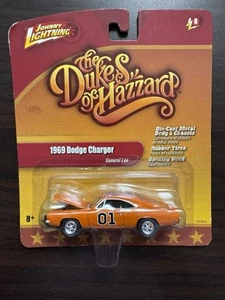 JOHNNY
LIGHTNING
The
Dukes
of Hazzard
1969 Dodge Charger
General Lee
Die-Cast Metal
Body & Chassis
Rubber Tires
Opening Hood
01
8+